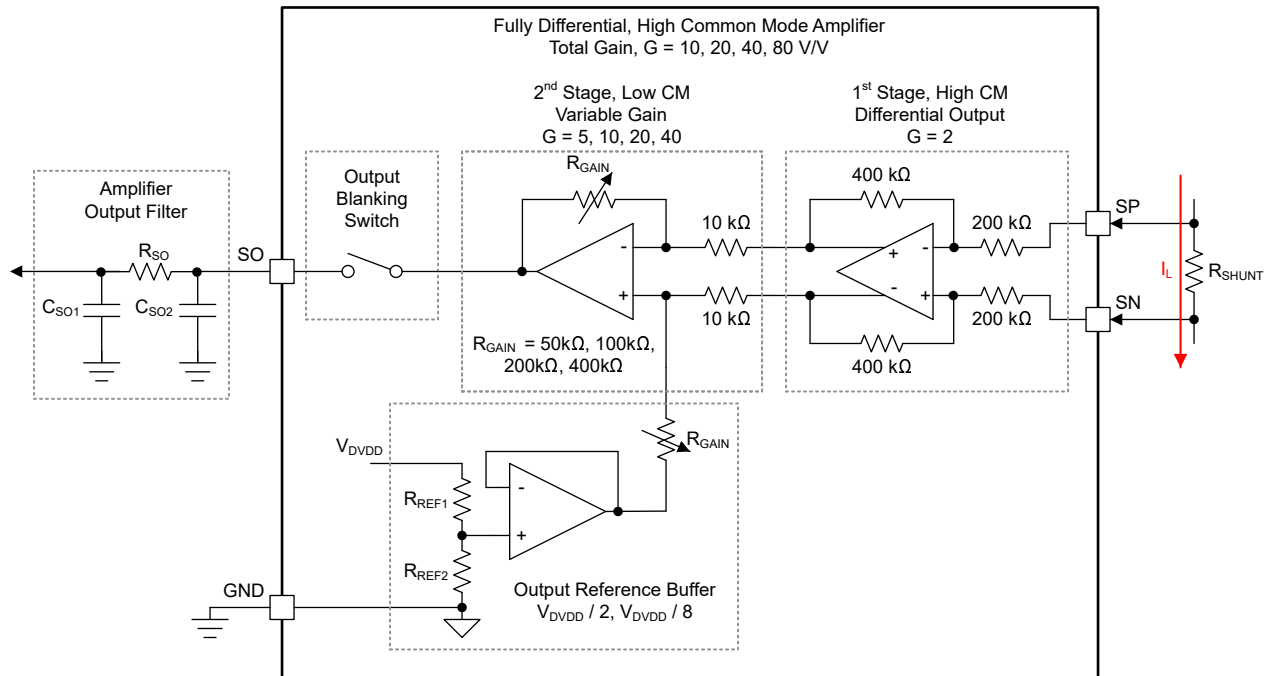 Fully Differential, High Common Mode Amplifier
Total Gain, G = 10, 20, 40, 80 V/V
2nd Stage, Low CM
Variable Gain
G = 5, 10, 20, 40
1st Stage, High CM
Differential Output
G = 2
Amplifier
Output Filter
RSO
CSO1
CSO2
SO
Output
Blanking
Switch
RGAIN
-
+
10 kΩ
10 kΩ
RGAIN = 50kΩ, 100kΩ,
200kΩ, 400kΩ
400 kΩ
+
-
-
+
400 kΩ
200 kΩ
200 kΩ
SP
SN
IL
RSHUNT
VDVDD
RREF1
RREF2
-
+
RGAIN
Output Reference Buffer
VDVDD / 2, VDVDD / 8
GND